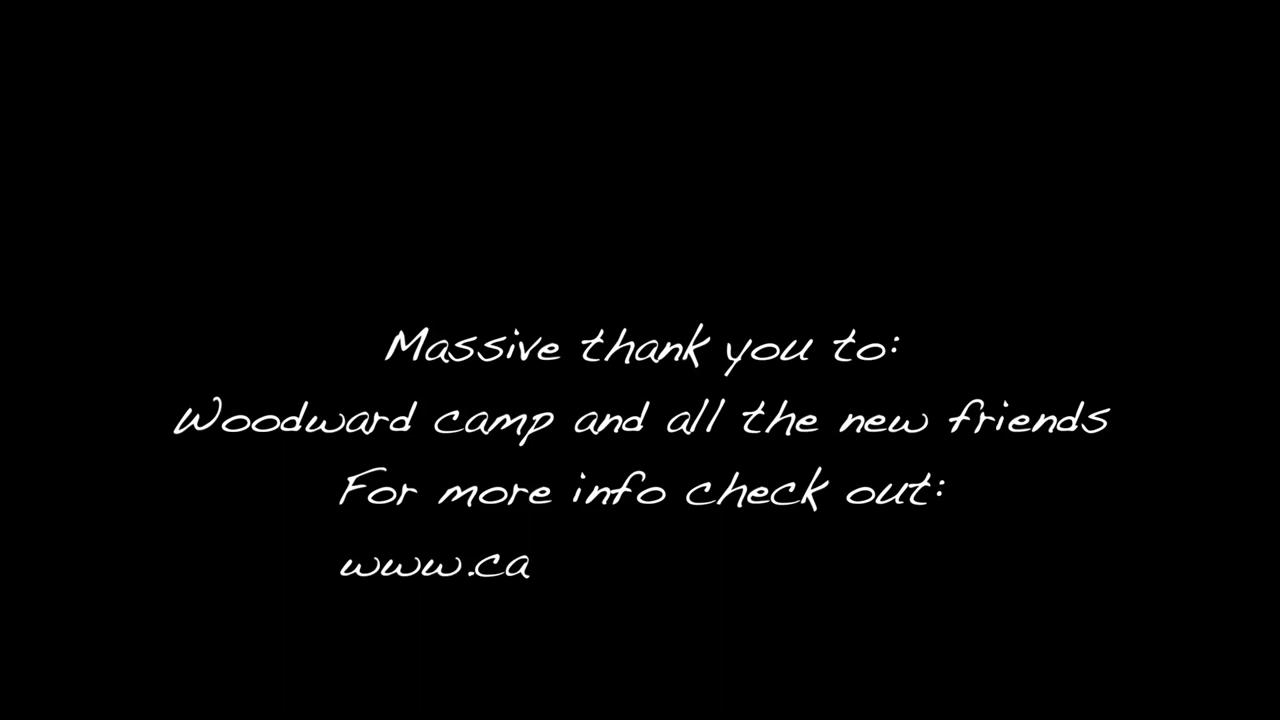 Massive thank you to:
Woodward camp and all the new friends
For more info check out:
www.ca